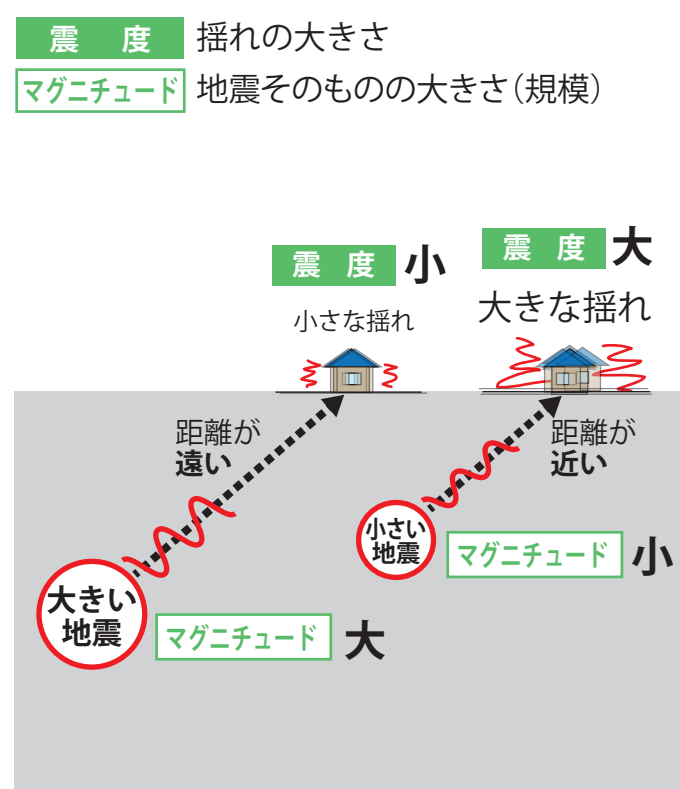 震 度 揺れの大きさ
マグニチュード 地震そのものの大きさ(規模)
震 度 小
小さな揺れ
震 度 大
大きな揺れ
距離が
遠い
距離が
近い
大きい
地震
マグニチュード 大
小さい
地震
マグニチュード 小